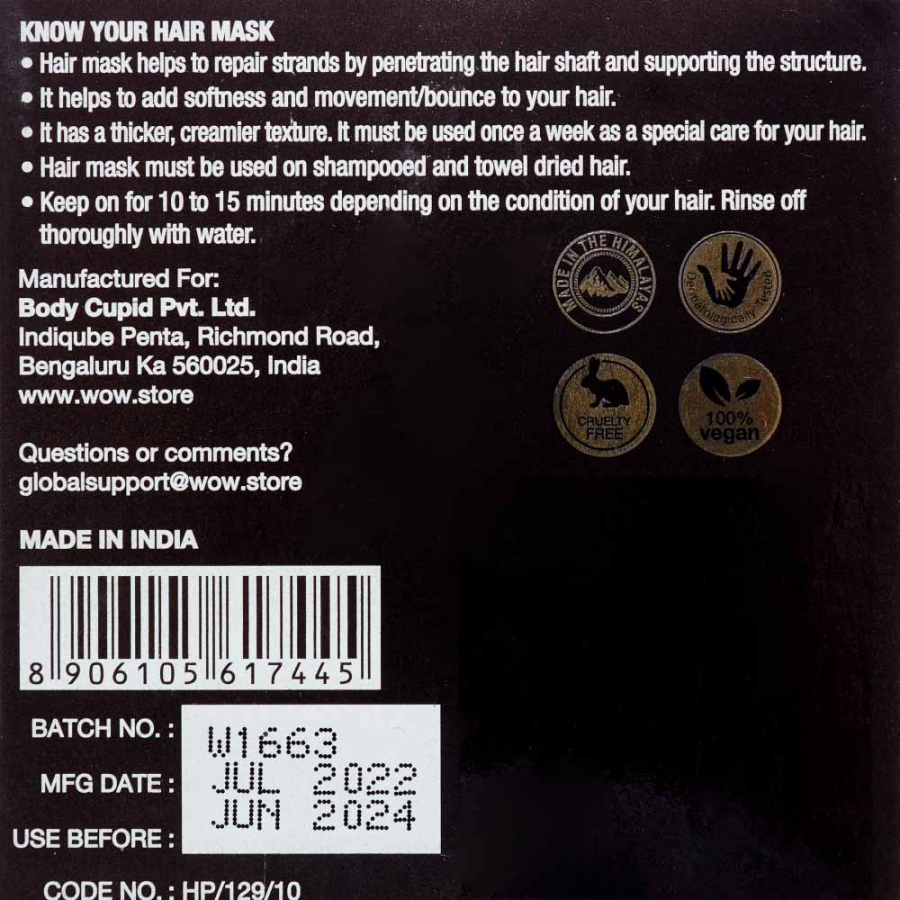 KNOW YOUR HAIR MASK
• Hair mask helps to repair strands by penetrating the hair shaft and supporting the structure.
• It helps to add softness and movement/bounce to your hair.
• It has a thicker, creamier texture. It must be used once a week as a special care for your hair.
• Hair mask must be used on shampooed and towel dried hair.
• Keep on for 10 to 15 minutes depending on the condition of your hair. Rinse off
thoroughly with water.
MADE IN THE HIMALAYAS
Dermatologically Tested
Manufactured For:
Body Cupid Pvt. Ltd.
Indiqube Penta, Richmond Road,
Bengaluru Ka 560025, India
www.wow.store
CRUELTY
FREE
100%
vegan
Questions or comments?
globalsupport@wow.store
MADE IN INDIA
8 906105 617445
BATCH NO. : W1663
MFG DATE : JUL 2022
USE BEFORE : JUN 2024
CODE NO. : HP/129/10